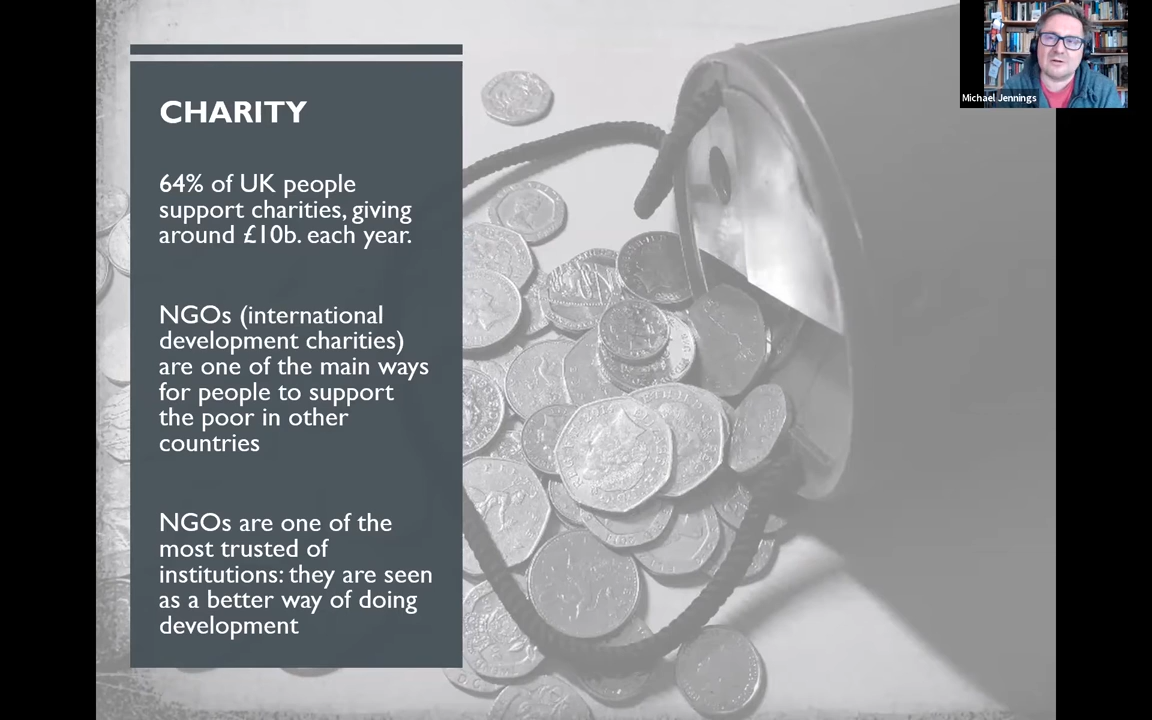 CHARITY
64% of UK people
support charities, giving
around £10b. each year.
NGOs (international
development charities)
are one of the main ways
for people to support
the poor in other
countries
NGOs are one of the
most trusted of
institutions: they are seen
as a better way of doing
development
Michael Jennings